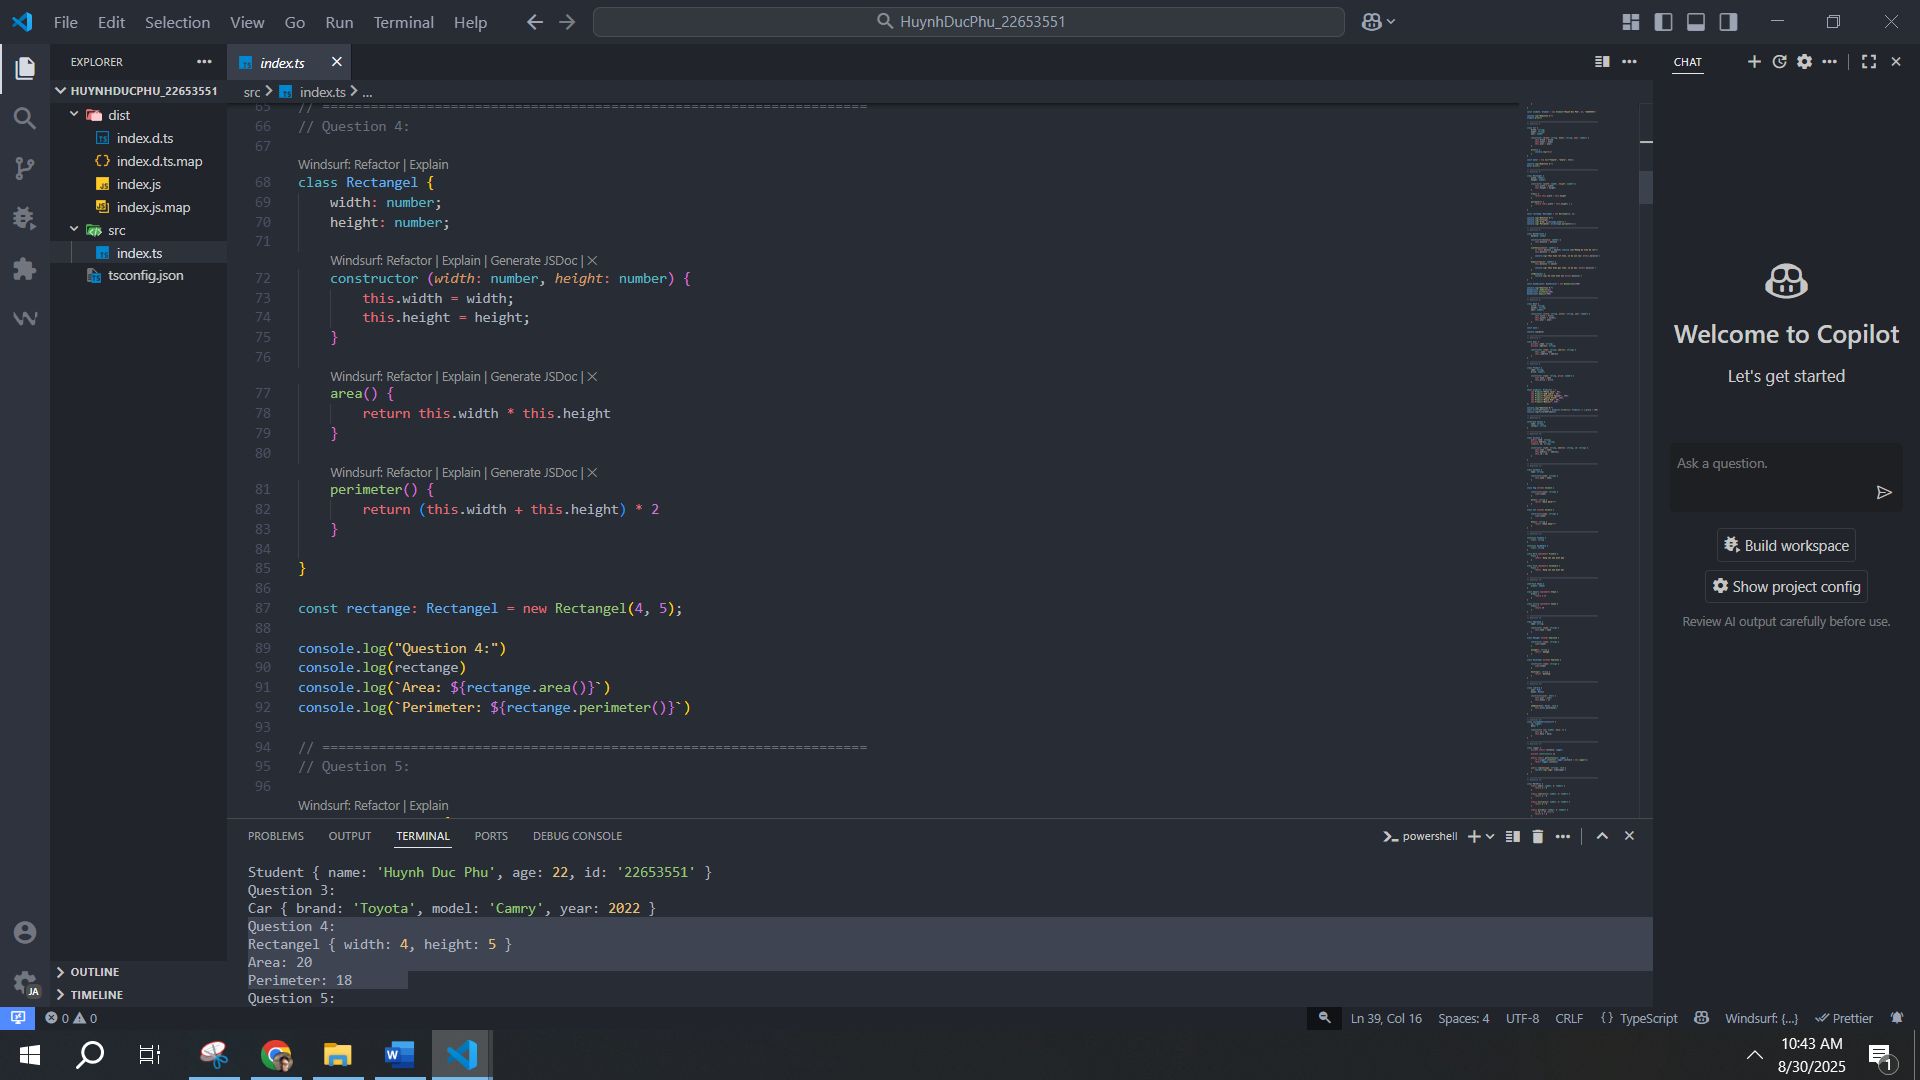 File Edit Selection View Go Run Terminal Help
HuynhDucPhu_22653551
EXPLORER
HUYNHDUCPHU_22653551
dist
index.d.ts
index.d.ts.map
index.js
index.js.map
src
index.ts
tsconfig.json
OUTLINE
TIMELINE
index.ts
src > index.ts > ...
65 // ====================================================================
66 // Question 4:
67
Windsurf: Refactor | Explain
68 class Rectangel {
69 width: number;
70 height: number;
71
Windsurf: Refactor | Explain | Generate JSDoc | X
72 constructor (width: number, height: number) {
73 this.width = width;
74 this.height = height;
75 }
76
Windsurf: Refactor | Explain | Generate JSDoc | X
77 area() {
78 return this.width * this.height
79 }
80
Windsurf: Refactor | Explain | Generate JSDoc | X
81 perimeter() {
82 return (this.width + this.height) * 2
83 }
84
85 }
86
87 const rectange: Rectangel = new Rectangel(4, 5);
88
89 console.log("Question 4:")
90 console.log(rectange)
91 console.log(`Area: ${rectange.area()}`)
92 console.log(`Perimeter: ${rectange.perimeter()}`)
93
94 // ====================================================================
95 // Question 5:
96
Windsurf: Refactor | Explain
PROBLEMS OUTPUT TERMINAL PORTS DEBUG CONSOLE
powershell
Student { name: 'Huynh Duc Phu', age: 22, id: '22653551' }
Question 3:
Car { brand: 'Toyota', model: 'Camry', year: 2022 }
Question 4:
Rectangel { width: 4, height: 5 }
Area: 20
Perimeter: 18
Question 5:
CHAT
Welcome to Copilot
Let's get started
Ask a question.
Build workspace
Show project config
Review AI output carefully before use.
JA
0 0
Ln 39, Col 16 Spaces: 4 UTF-8 CRLF {} TypeScript Windsurf: {...} Prettier
10:43 AM
8/30/2025
1